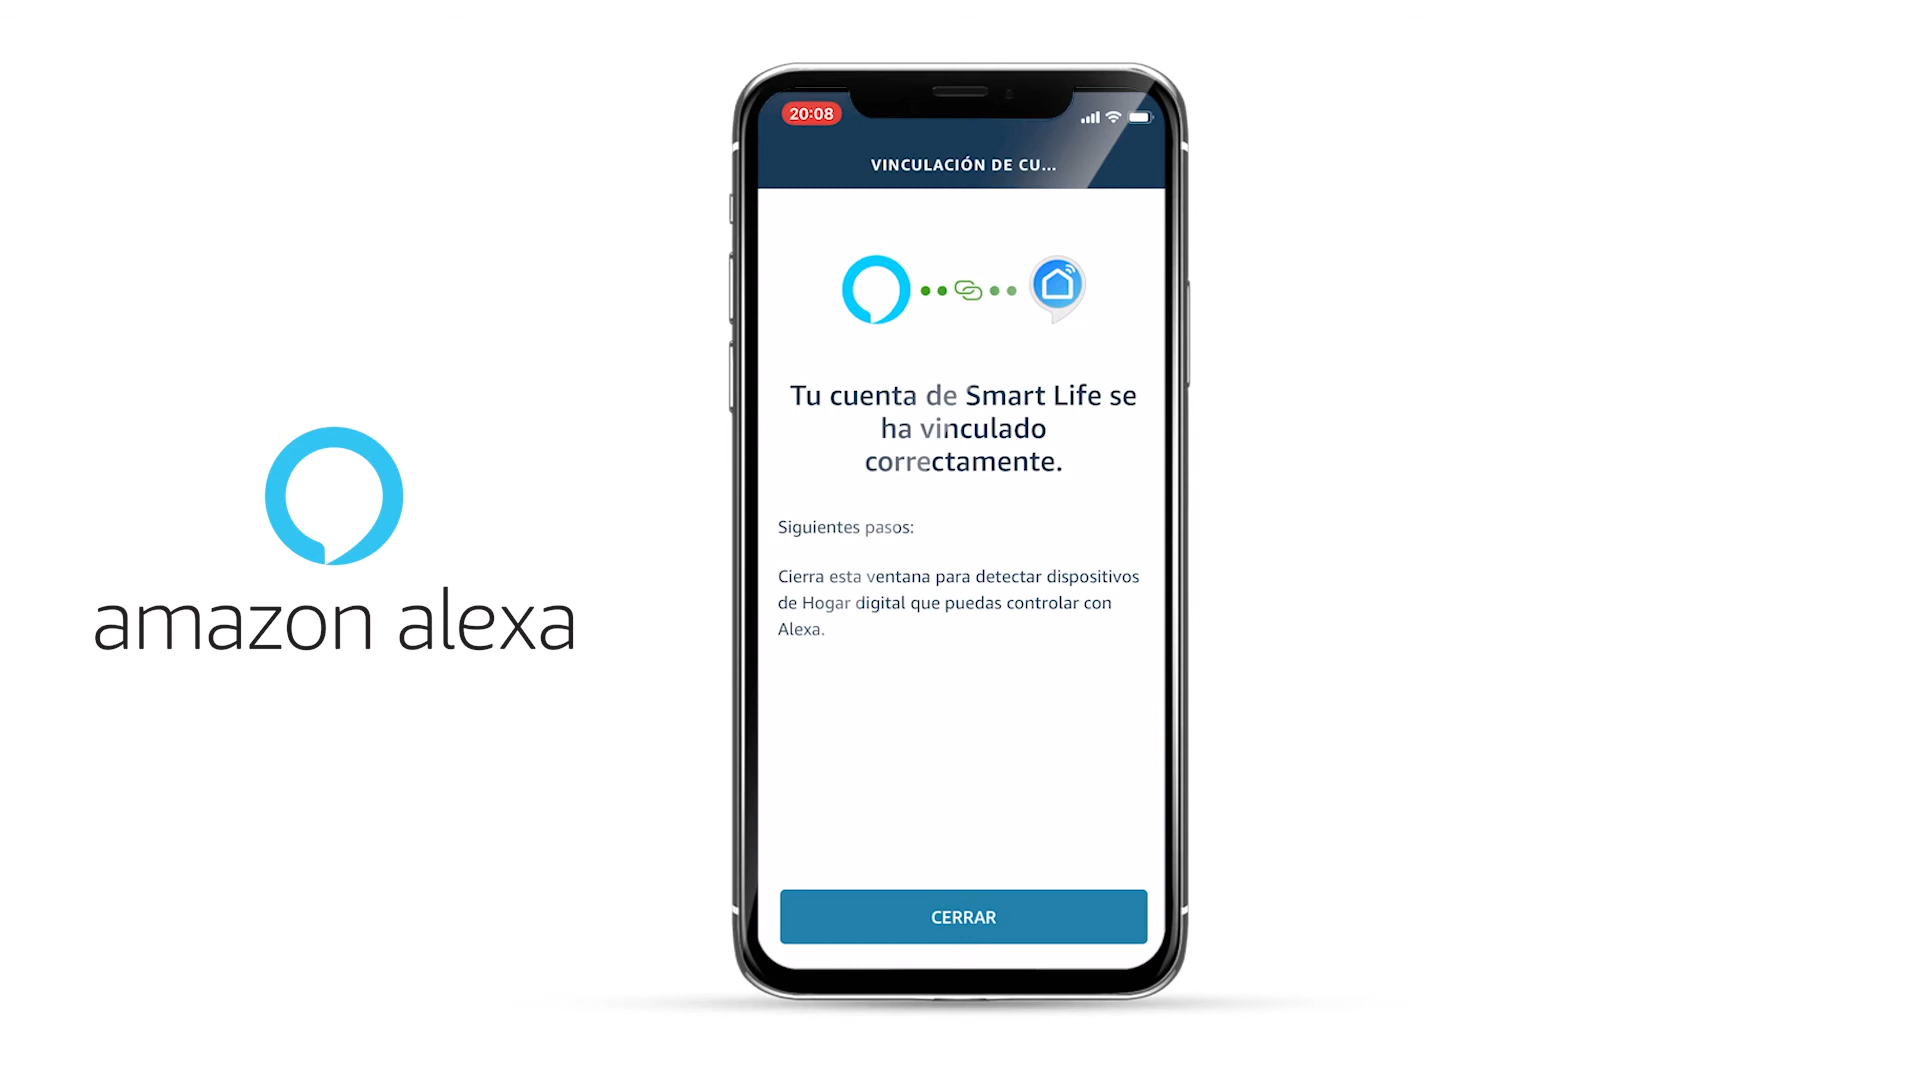 amazon alexa
20:08
VINCULACIÓN DE CU...
Tu cuenta de Smart Life se
ha vinculado
correctamente.
Siguientes pasos:
Cierra esta ventana para detectar dispositivos
de Hogar digital que puedas controlar con
Alexa.
CERRAR